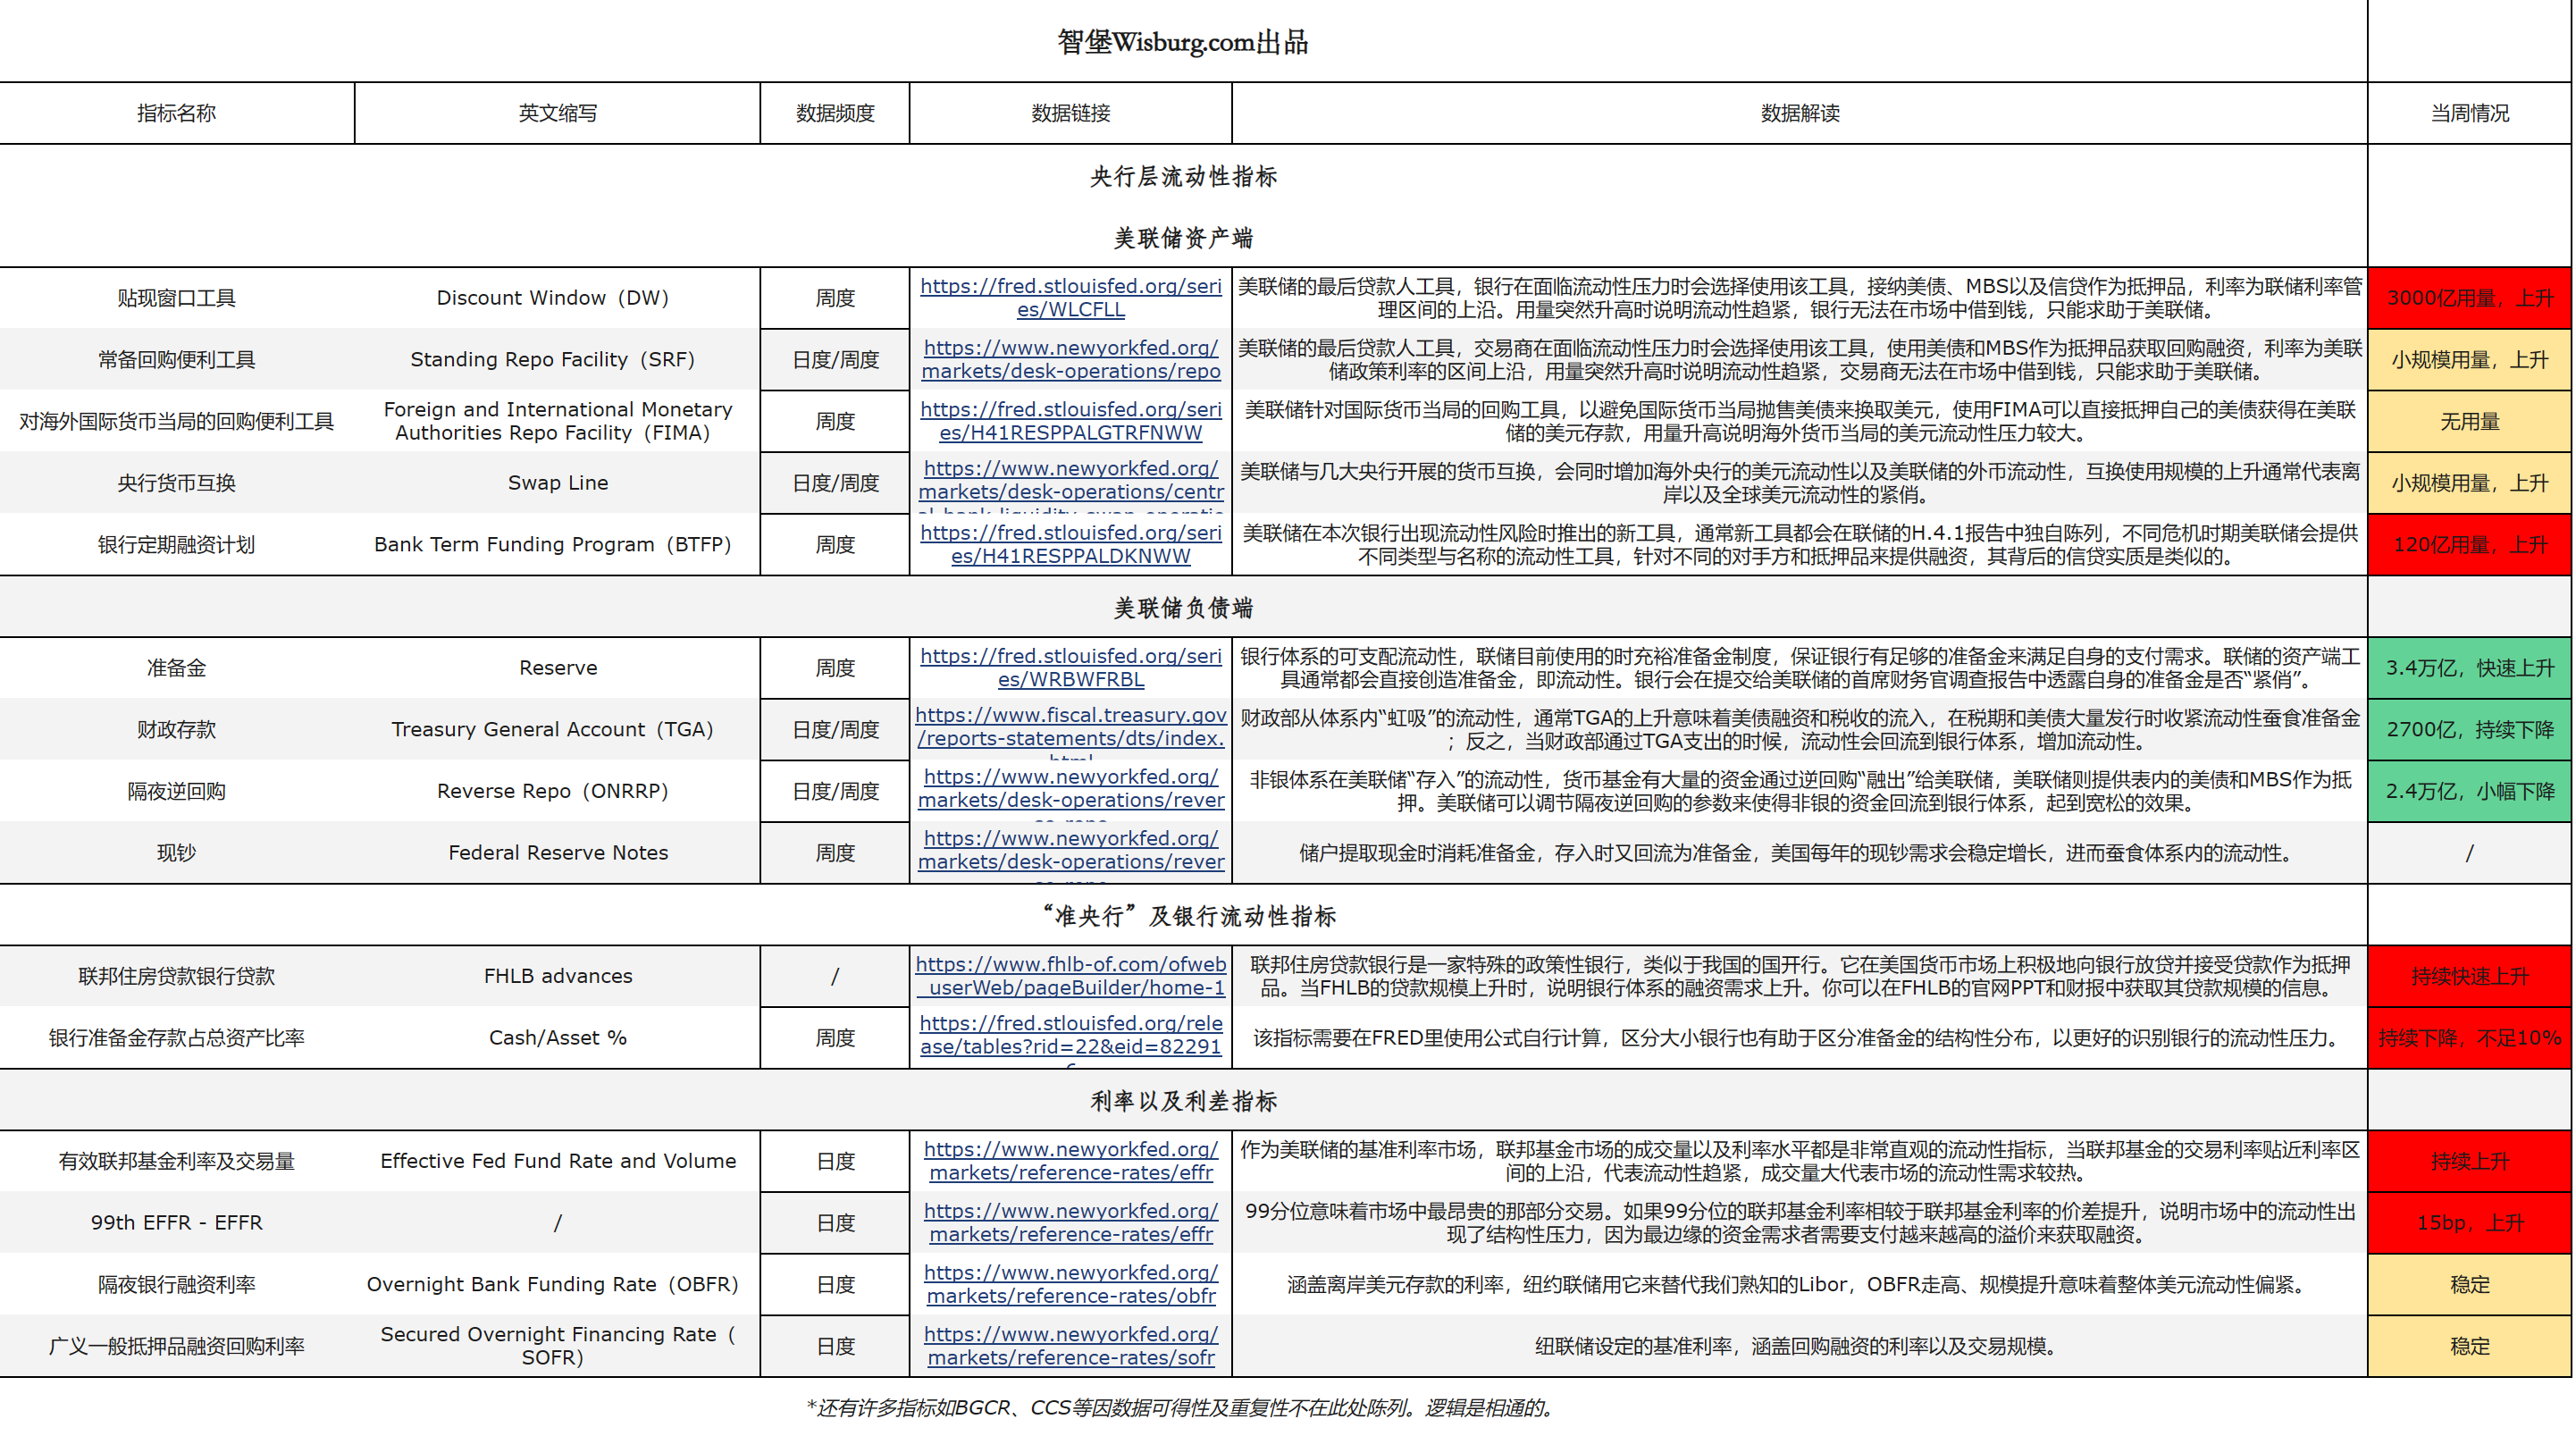 智堡Wisburg.com出品
指标名称
英文缩写
数据频度
数据链接
数据解读
当周情况
央行层流动性指标
美联储资产端
贴现窗口工具
Discount Window（DW）
周度
https://fred.stlouisfed.org/seri
es/WLCFLL
美联储的最后贷款人工具，银行在面临流动性压力时会选择使用该工具，接纳美债、MBS以及信贷作为抵押品，利率为联储利率管
理区间的上沿。用量突然升高时说明流动性趋紧，银行无法在市场中借到钱，只能求助于美联储。
3000亿用量，上升
常备回购便利工具
Standing Repo Facility（SRF）
日度/周度
https://www.newyorkfed.org/
markets/desk-operations/repo
美联储的最后贷款人工具，交易商在面临流动性压力时会选择使用该工具，使用美债和MBS作为抵押品获取回购融资，利率为美联
储政策利率的区间上沿，用量突然升高时说明流动性趋紧，交易商无法在市场中借到钱，只能求助于美联储。
小规模用量，上升
对海外国际货币当局的回购便利工具
Foreign and International Monetary
Authorities Repo Facility（FIMA）
周度
https://fred.stlouisfed.org/seri
es/H41RESPPALGTRFNWW
美联储针对国际货币当局的回购工具，以避免国际货币当局抛售美债来换取美元，使用FIMA可以直接抵押自己的美债获得在美联
储的美元存款，用量升高说明海外货币当局的美元流动性压力较大。
无用量
央行货币互换
Swap Line
日度/周度
https://www.newyorkfed.org/
markets/desk-operations/centr
al-bank-liquidity-swap-operatio
美联储与几大央行开展的货币互换，会同时增加海外央行的美元流动性以及美联储的外币流动性，互换使用规模的上升通常代表离
岸以及全球美元流动性的紧俏。
小规模用量，上升
银行定期融资计划
Bank Term Funding Program（BTFP）
周度
https://fred.stlouisfed.org/seri
es/H41RESPPALDKNWW
美联储在本次银行出现流动性风险时推出的新工具，通常新工具都会在联储的H.4.1报告中独自陈列，不同危机时期美联储会提供
不同类型与名称的流动性工具，针对不同的对手方和抵押品来提供融资，其背后的信贷实质是类似的。
120亿用量，上升
美联储负债端
准备金
Reserve
周度
https://fred.stlouisfed.org/seri
es/WRBWFRBL
银行体系的可支配流动性，联储目前使用的时充裕准备金制度，保证银行有足够的准备金来满足自身的支付需求。联储的资产端工
具通常都会直接创造准备金，即流动性。银行会在提交给美联储的首席财务官调查报告中透露自身的准备金是否“紧俏”。
3.4万亿，快速上升
财政存款
Treasury General Account（TGA）
日度/周度
https://www.fiscal.treasury.gov
/reports-statements/dts/index.
html
财政部从体系内“虹吸”的流动性，通常TGA的上升意味着美债融资和税收的流入，在税期和美债大量发行时收紧流动性蚕食准备金
；反之，当财政部通过TGA支出的时候，流动性会回流到银行体系，增加流动性。
2700亿，持续下降
隔夜逆回购
Reverse Repo（ONRRP）
日度/周度
https://www.newyorkfed.org/
markets/desk-operations/rever
se-repo
非银体系在美联储“存入”的流动性，货币基金有大量的资金通过逆回购“融出”给美联储，美联储则提供表内的美债和MBS作为抵
押。美联储可以调节隔夜逆回购的参数来使得非银的资金回流到银行体系，起到宽松的效果。
2.4万亿，小幅下降
现钞
Federal Reserve Notes
周度
https://www.newyorkfed.org/
markets/desk-operations/rever
se-repo
储户提取现金时消耗准备金，存入时又回流为准备金，美国每年的现钞需求会稳定增长，进而蚕食体系内的流动性。
/
“准央行”及银行流动性指标
联邦住房贷款银行贷款
FHLB advances
/
https://www.fhlb-of.com/ofweb
_userWeb/pageBuilder/home-1
联邦住房贷款银行是一家特殊的政策性银行，类似于我国的国开行。它在美国货币市场上积极地向银行放贷并接受贷款作为抵押
品。当FHLB的贷款规模上升时，说明银行体系的融资需求上升。你可以在FHLB的官网PPT和财报中获取其贷款规模的信息。
持续快速上升
银行准备金存款占总资产比率
Cash/Asset %
周度
https://fred.stlouisfed.org/rele
ase/tables?rid=22&eid=82291
该指标需要在FRED里使用公式自行计算，区分大小银行也有助于区分准备金的结构性分布，以更好的识别银行的流动性压力。
持续下降，不足10%
利率以及利差指标
有效联邦基金利率及交易量
Effective Fed Fund Rate and Volume
日度
https://www.newyorkfed.org/
markets/reference-rates/effr
作为美联储的基准利率市场，联邦基金市场的成交量以及利率水平都是非常直观的流动性指标，当联邦基金的交易利率贴近利率区
间的上沿，代表流动性趋紧，成交量大代表市场的流动性需求较热。
持续上升
99th EFFR - EFFR
/
日度
https://www.newyorkfed.org/
markets/reference-rates/effr
99分位意味着市场中最昂贵的那部分交易。如果99分位的联邦基金利率相较于联邦基金利率的价差提升，说明市场中的流动性出
现了结构性压力，因为最边缘的资金需求者需要支付越来越高的溢价来获取融资。
15bp，上升
隔夜银行融资利率
Overnight Bank Funding Rate（OBFR）
日度
https://www.newyorkfed.org/
markets/reference-rates/obfr
涵盖离岸美元存款的利率，纽约联储用它来替代我们熟知的Libor，OBFR走高、规模提升意味着整体美元流动性偏紧。
稳定
广义一般抵押品融资回购利率
Secured Overnight Financing Rate（
SOFR）
日度
https://www.newyorkfed.org/
markets/reference-rates/sofr
纽联储设定的基准利率，涵盖回购融资的利率以及交易规模。
稳定
*还有许多指标如BGCR、CCS等因数据可得性及重复性不在此处陈列。逻辑是相通的。